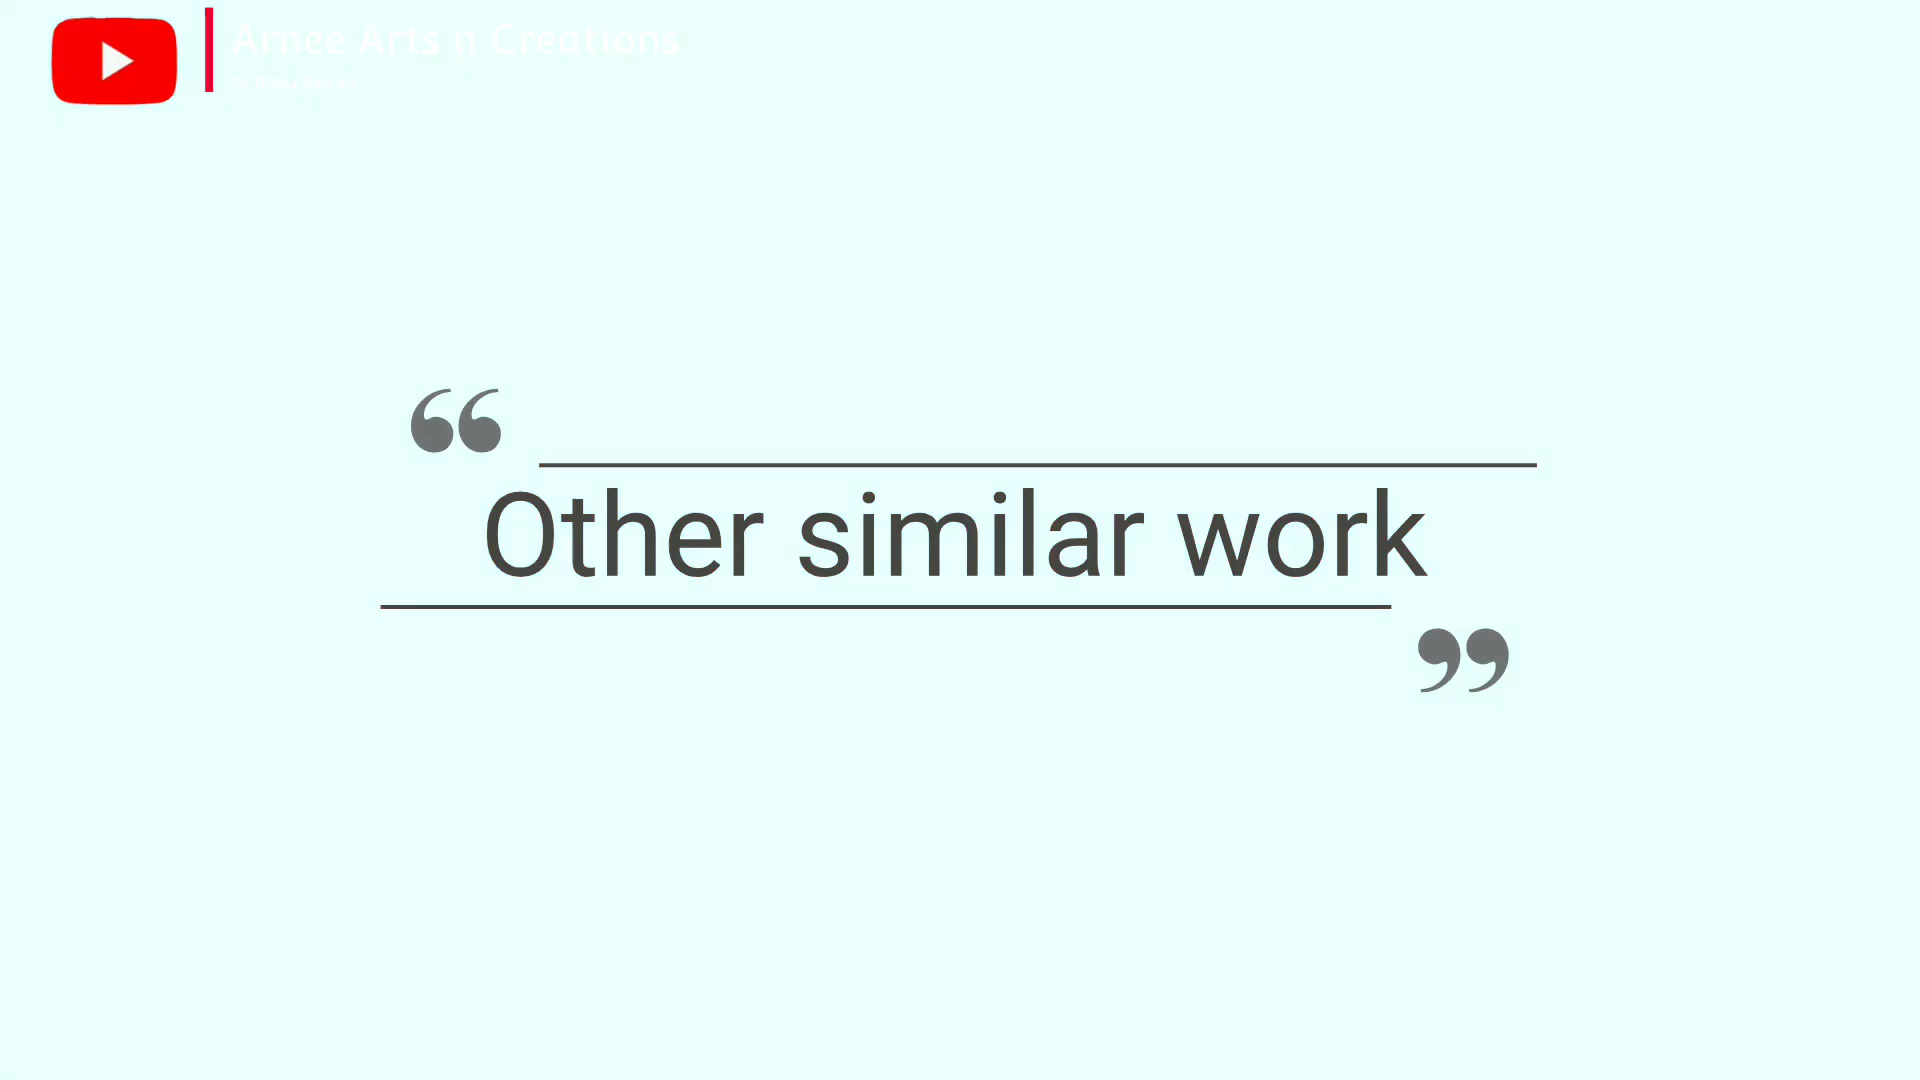 Arnee Arts n Creations
“
Other similar work
”